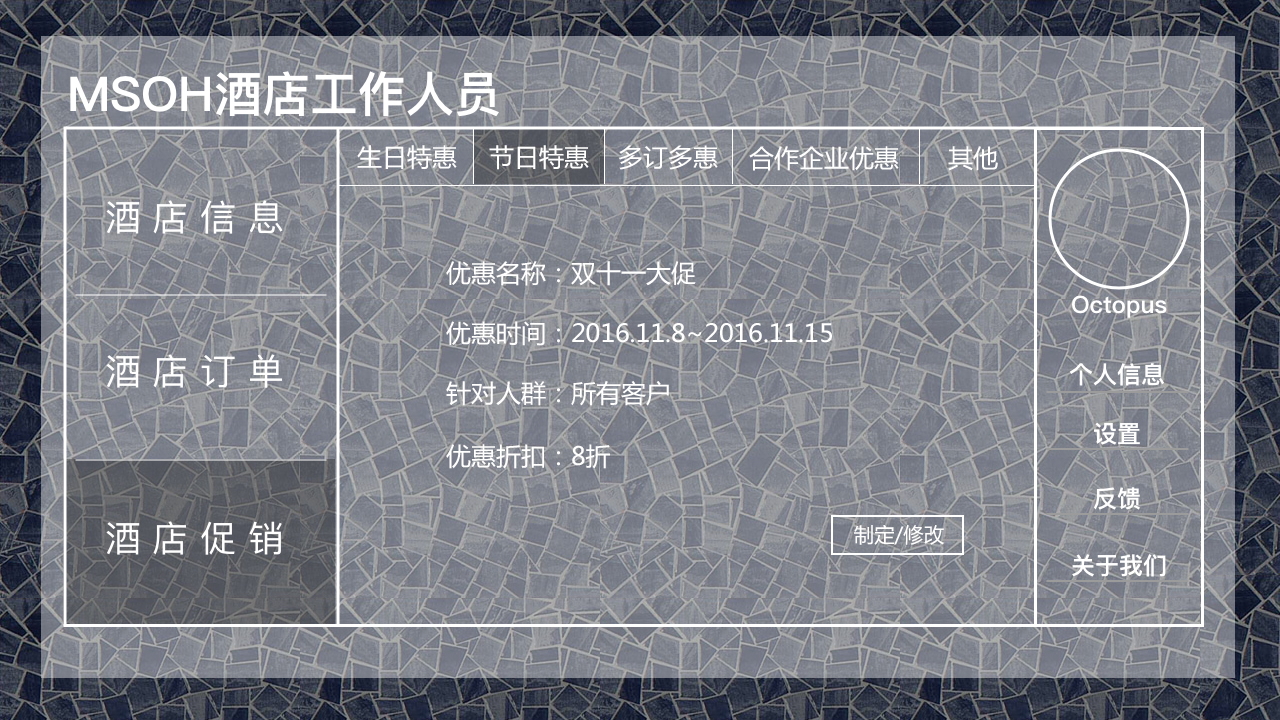 MSOH酒店工作人员
酒店信息
酒店订单
酒店促销
生日特惠
节日特惠
多订多惠
合作企业优惠
其他
优惠名称：双十一大促
优惠时间：2016.11.8~2016.11.15
针对人群：所有客户
优惠折扣：8折
制定/修改
Octopus
个人信息
设置
反馈
关于我们